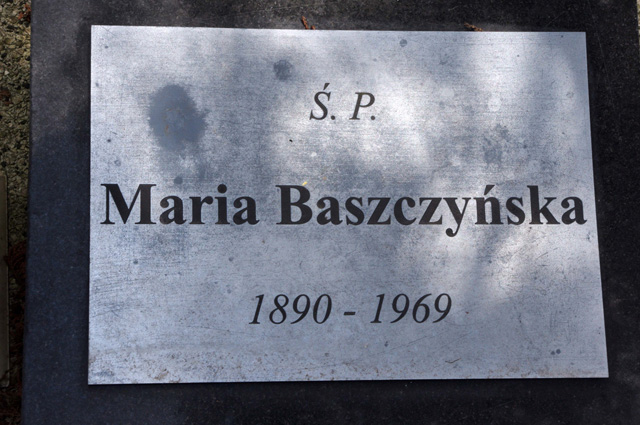 Ś. P.
Maria Baszczyńska
1890 - 1969